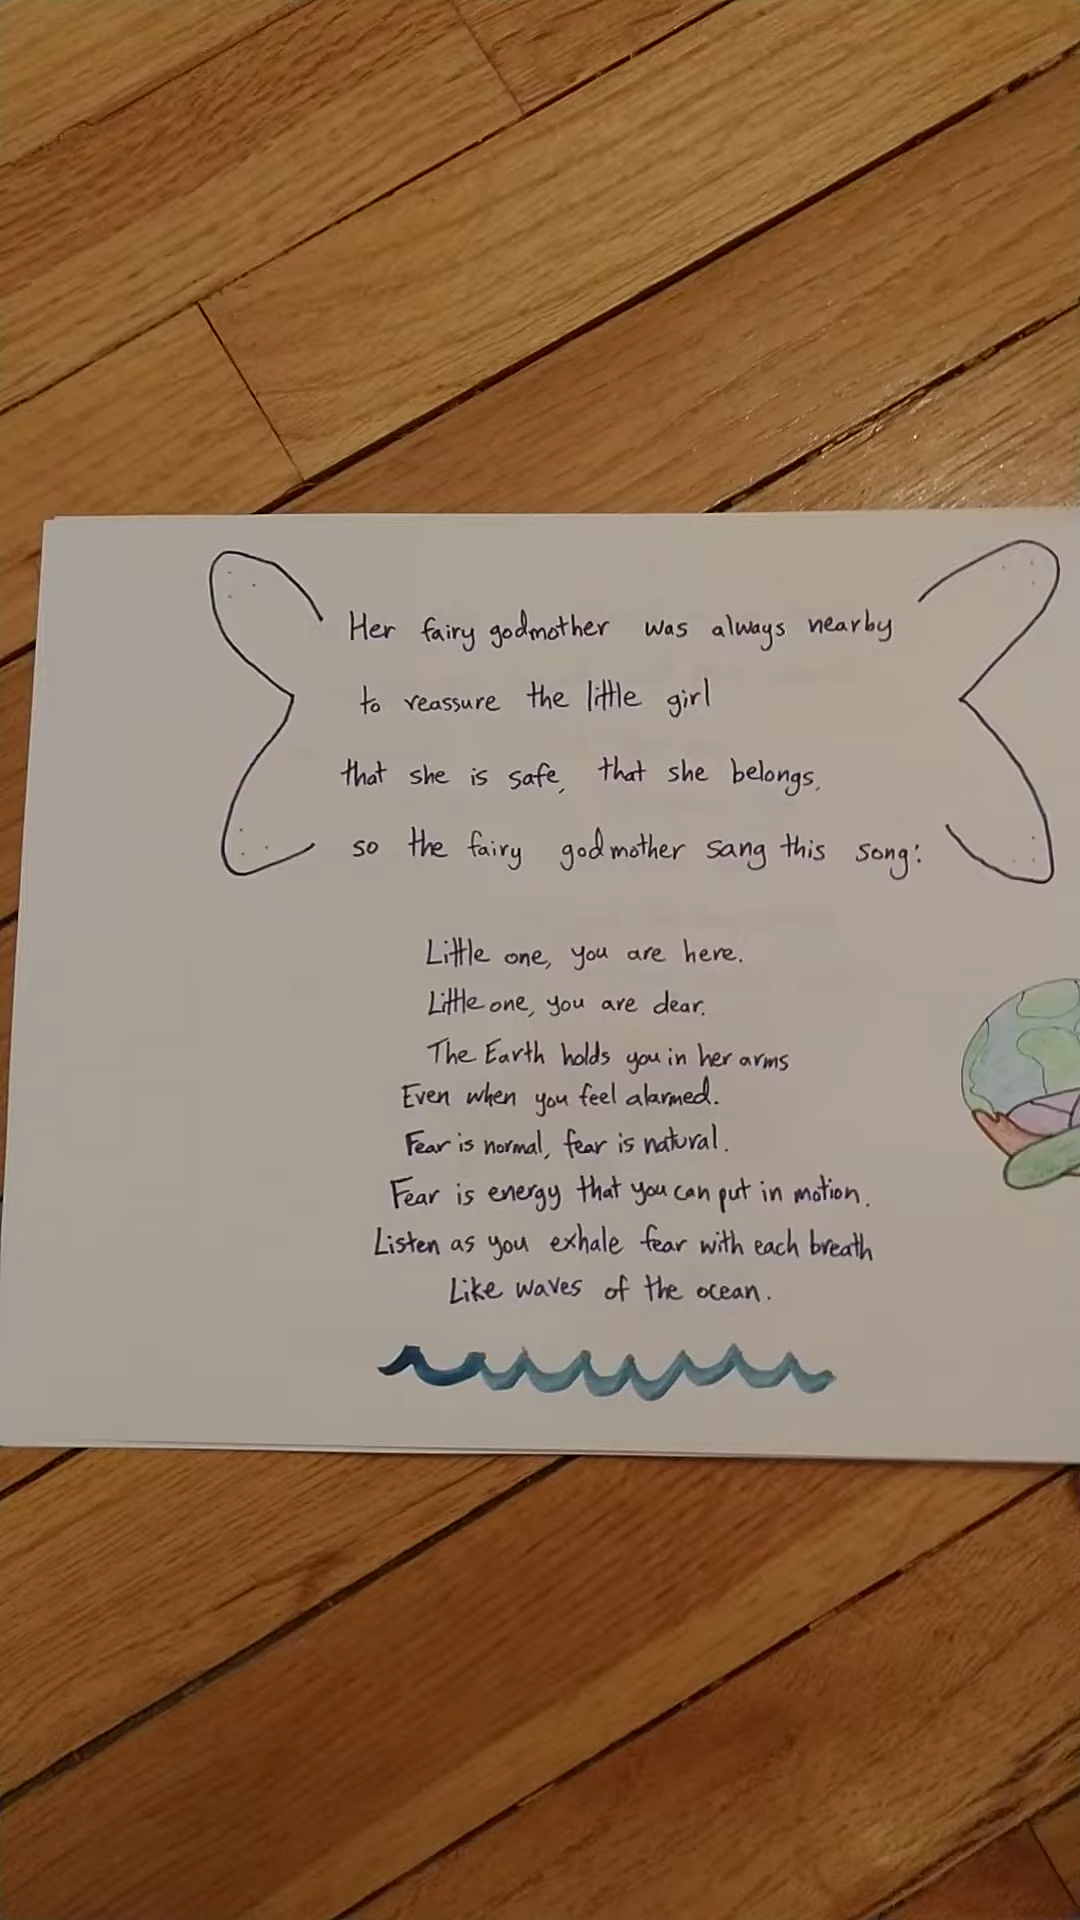 Her fairy godmother was always nearby
to reassure the little girl
that she is safe, that she belongs,
so the fairy godmother sang this song:
Little one, you are here.
Little one, you are dear.
The Earth holds you in her arms
Even when you feel alarmed.
Fear is normal, fear is natural.
Fear is energy that you can put in motion.
Listen as you exhale fear with each breath
Like waves of the ocean.